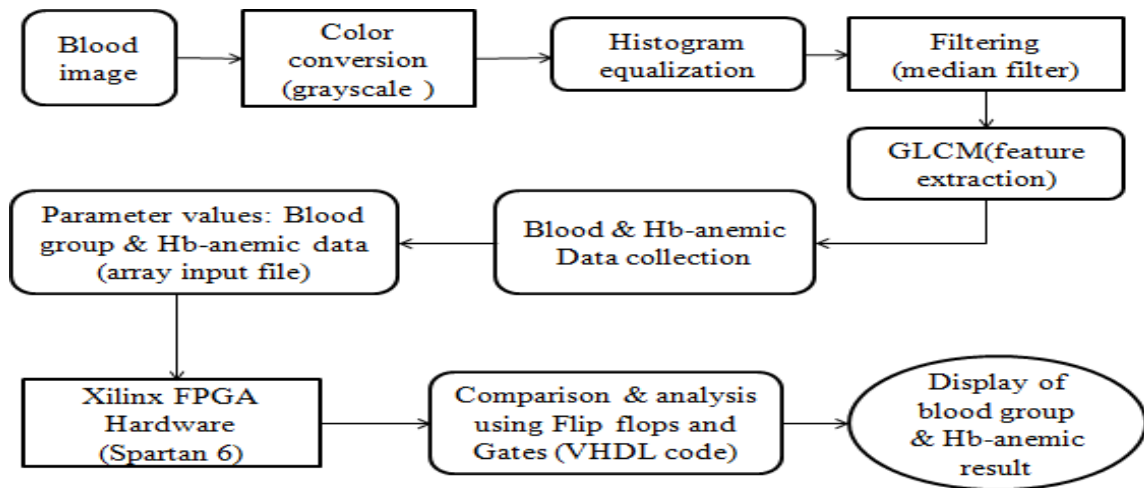 Blood
image
Color
conversion
(grayscale )
Histogram
equalization
Filtering
(median filter)
GLCM(feature
extraction)
Blood & Hb-anemic
Data collection
Parameter values: Blood
group & Hb-anemic data
(array input file)
Xilinx FPGA
Hardware
(Spartan 6)
Comparison & analysis
using Flip flops and
Gates (VHDL code)
Display of
blood group
& Hb-anemic
result